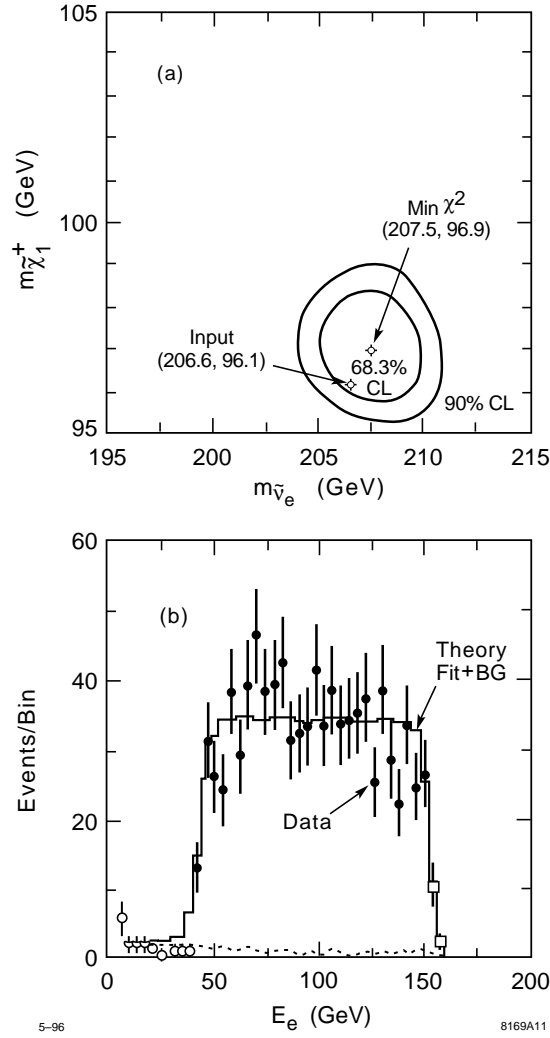 105
(a)
100
95
m χ̃₁⁺ (GeV)
Min χ²
(207.5, 96.9)
Input
(206.6, 96.1)
68.3%
CL
90% CL
195 200 205 210 215
m ν̃ₑ (GeV)
60
(b)
40
20
0
Events/Bin
Theory
Fit+BG
Data
0 50 100 150 200
Eₑ (GeV)
5–96
8169A11